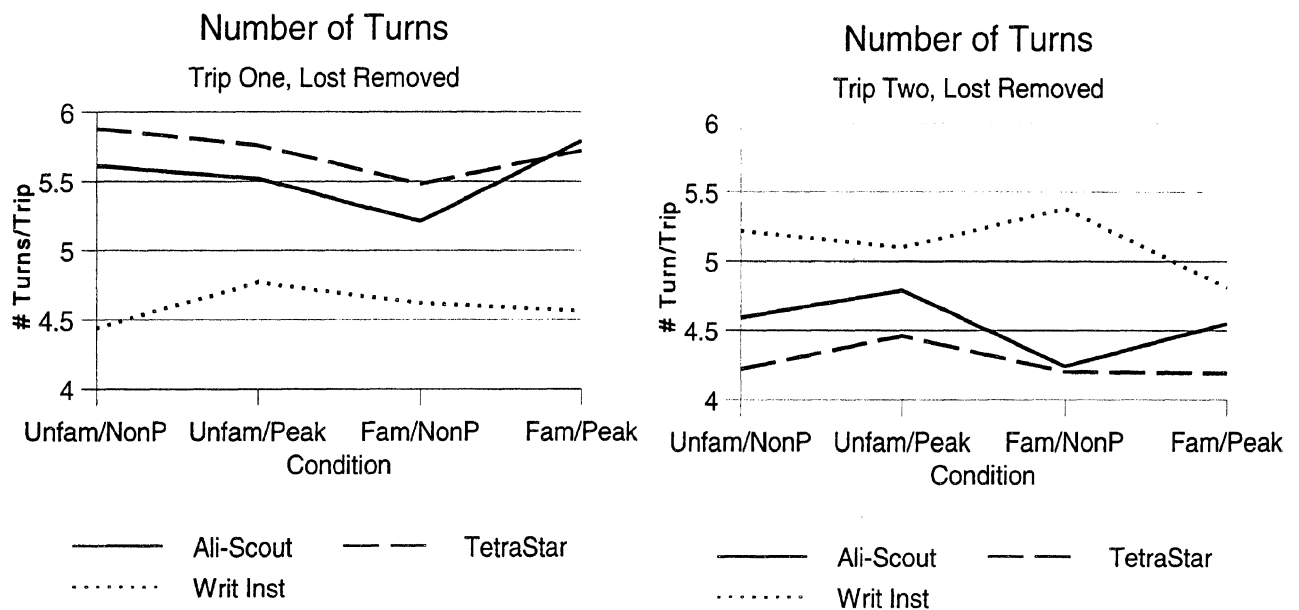 Number of Turns
Trip One, Lost Removed
# Turns/Trip
6
5.5
5
4.5
4
Unfam/NonP Unfam/Peak Fam/NonP Fam/Peak
Condition
Ali-Scout TetraStar
Writ Inst
Number of Turns
Trip Two, Lost Removed
# Turn/Trip
6
5.5
5
4.5
4
Unfam/NonP Unfam/Peak Fam/NonP Fam/Peak
Condition
Ali-Scout TetraStar
Writ Inst